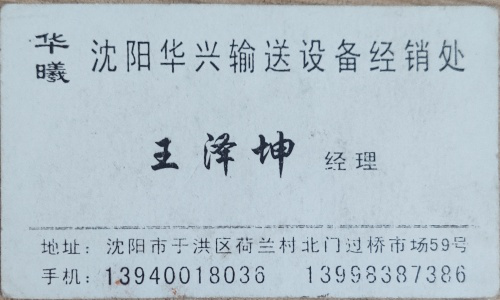 华曦
沈阳华兴输送设备经销处
王泽坤 经理
地址：沈阳市于洪区荷兰村北门过桥市场59号
手机：13940018036 13998387386